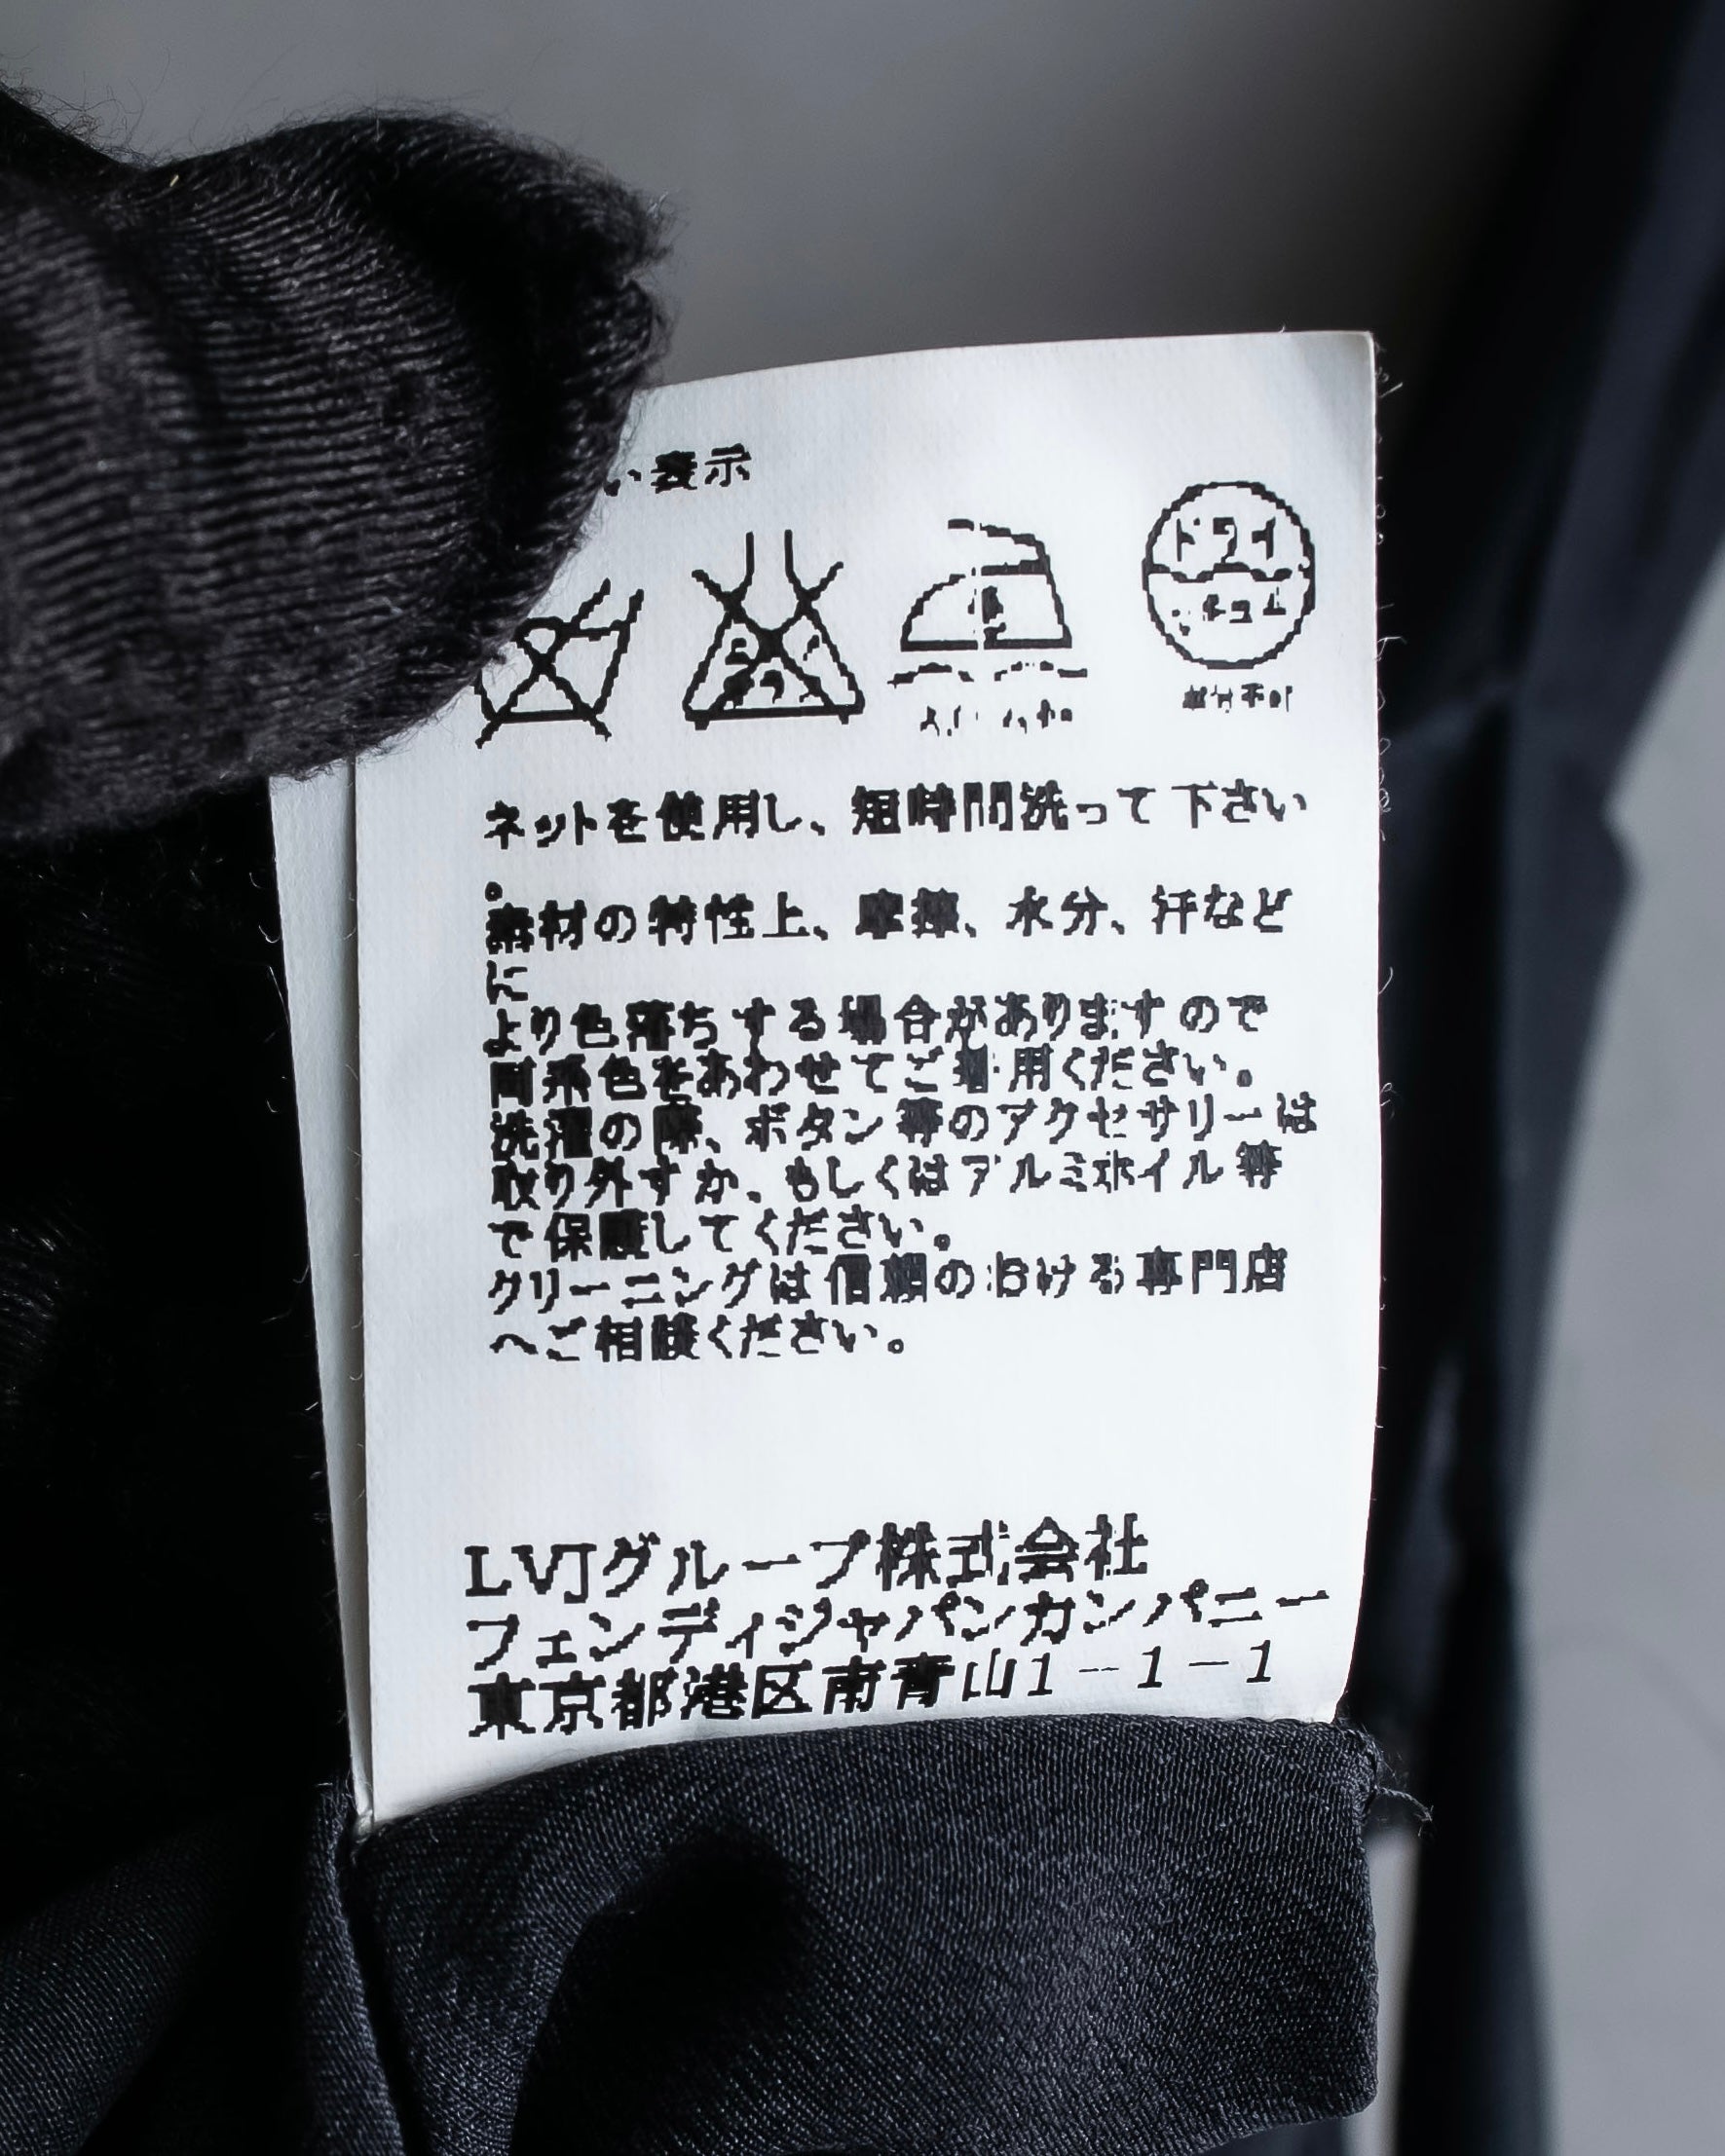 い表示
ドライ
ネットを使用し、短時間洗って下さい
。
素材の特性上、摩擦、水分、汗など
に
より色落ちする場合がありますので
同系色をあわせてご着用ください。
洗濯の際、ボタン等のアクセサリーは
取り外すか、もしくはアルミホイル等
で保護してください。
クリーニングは信頼のおける専門店
へご相談ください。
LVJグループ株式会社
フェンディジャパンカンパニー
東京都港区南青山1-1-1